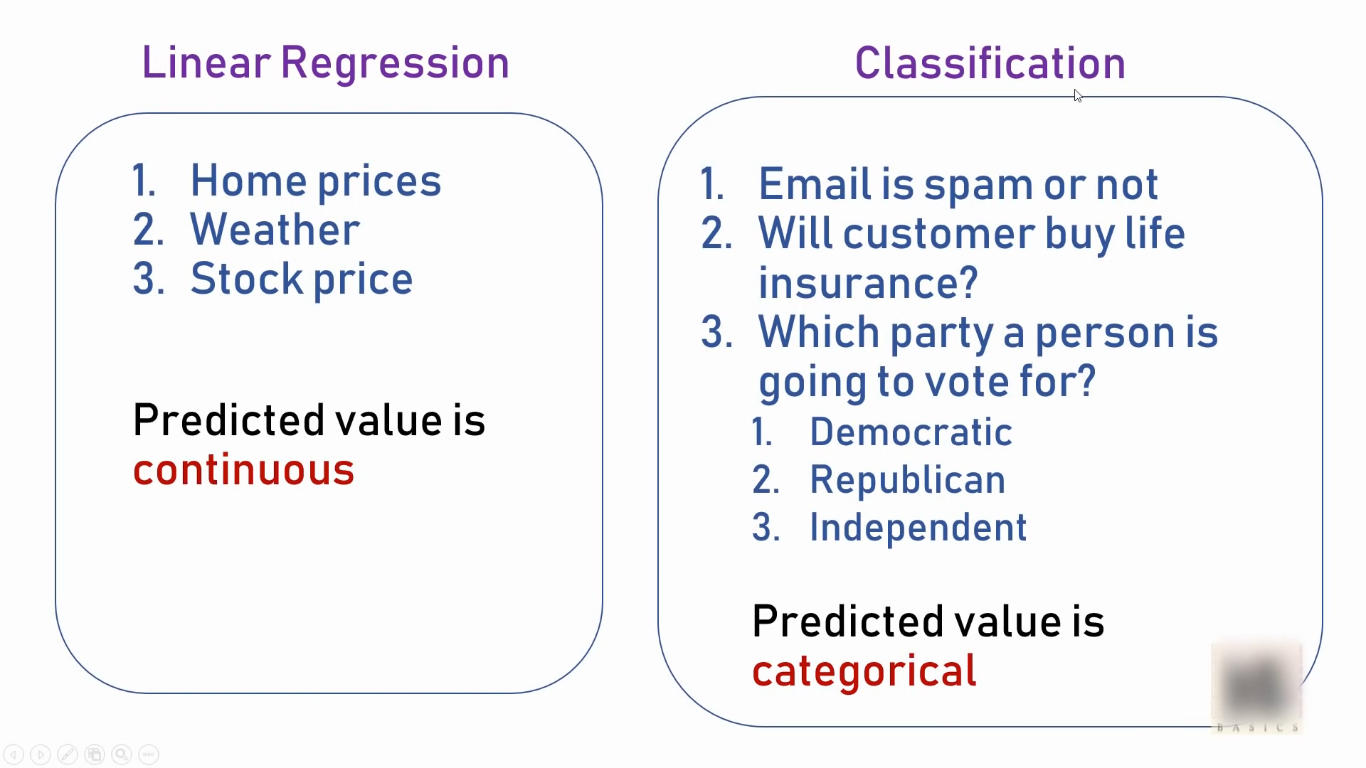 Linear Regression
1. Home prices
2. Weather
3. Stock price
Predicted value is
continuous
Classification
1. Email is spam or not
2. Will customer buy life
insurance?
3. Which party a person is
going to vote for?
1. Democratic
2. Republican
3. Independent
Predicted value is
categorical
BASICS